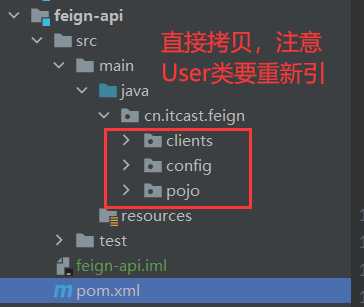 feign-api
src
直接拷贝，注意
User类要重新引
main
java
cn.itcast.feign
clients
config
pojo
resources
test
feign-api.iml
m pom.xml